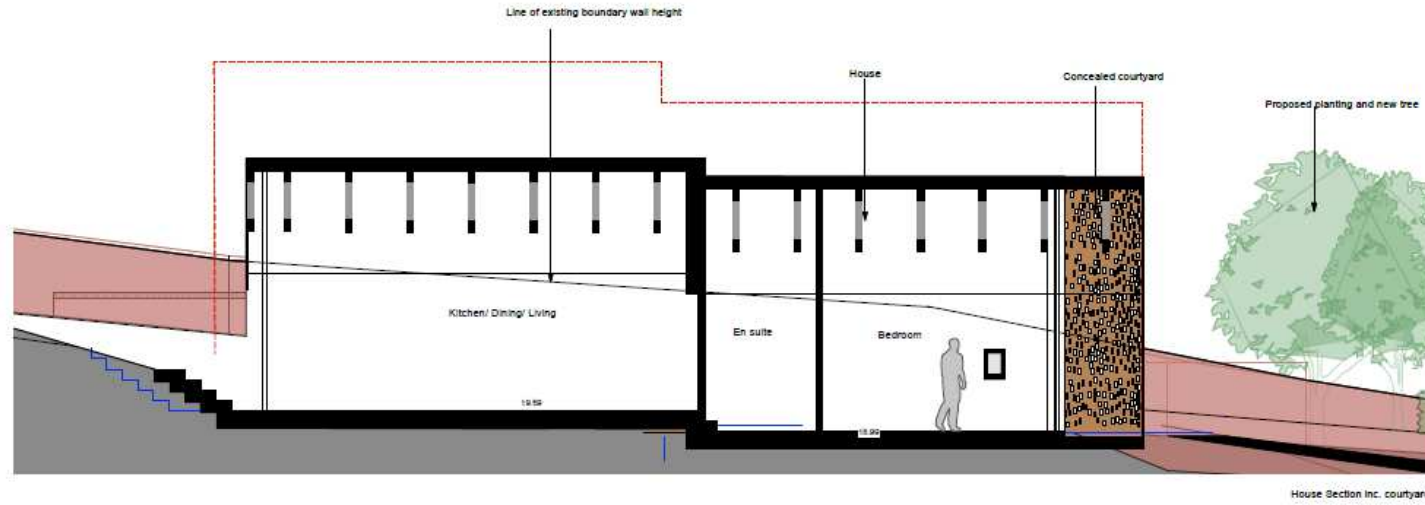 Line of existing boundary wall height
House
Concealed courtyard
Proposed planting and new tree
Kitchen/ Dining/ Living
En suite
Bedroom
19.59
18.99
House Section inc. courtyard